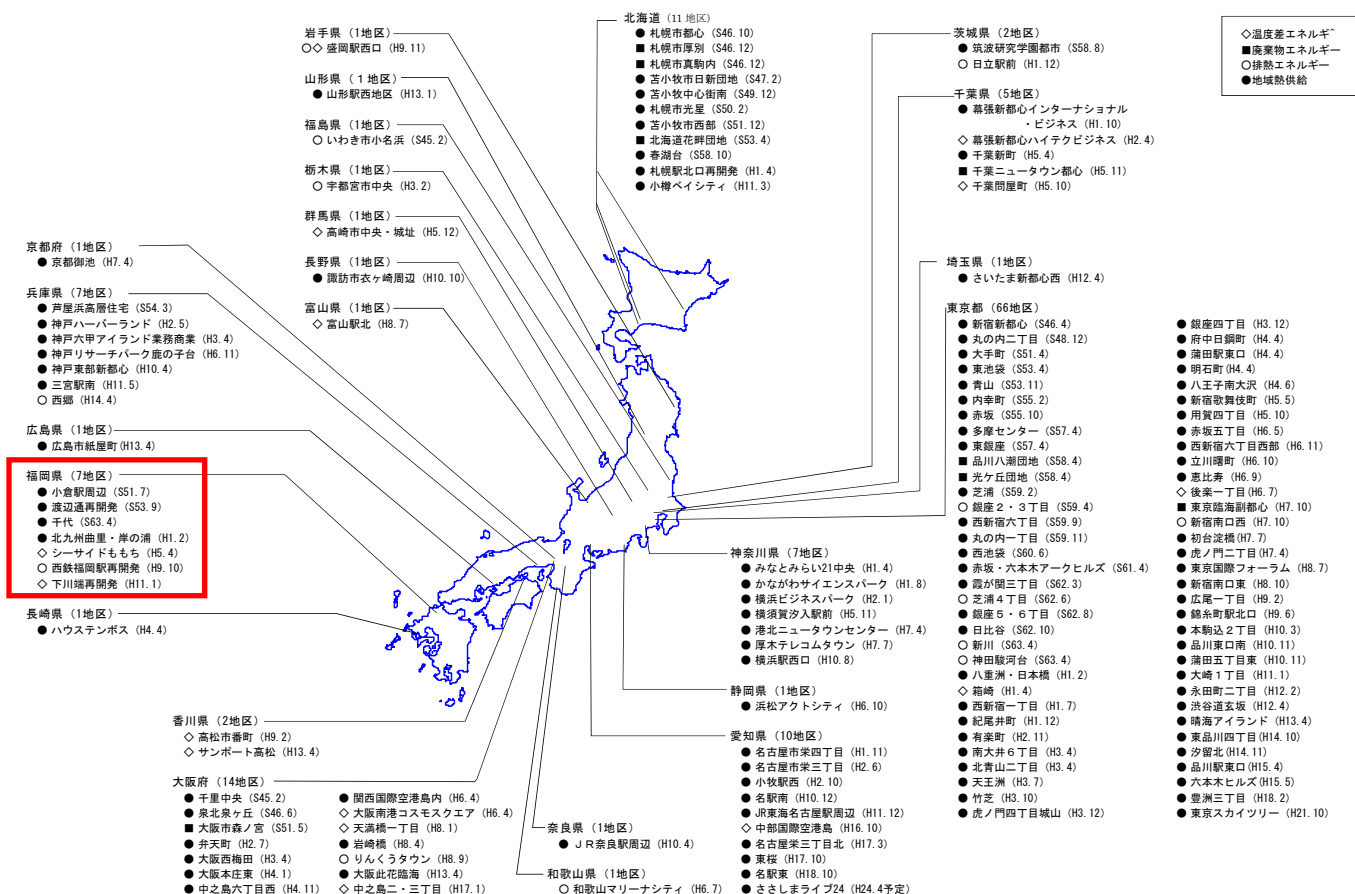 岩手県（1地区）
○◇ 盛岡駅西口（H9.11）
山形県（１地区）
● 山形駅西地区（H13.1）
福島県（1地区）
○ いわき市小名浜（S45.2）
栃木県（1地区）
○ 宇都宮市中央（H3.2）
群馬県（1地区）
◇ 高崎市中央・城址（H5.12）
長野県（1地区）
● 諏訪市衣ヶ崎周辺（H10.10）
富山県（1地区）
◇ 富山駅北（H8.7）
北海道（11 地区）
● 札幌市都心（S46.10）
■ 札幌市厚別（S46.12）
■ 札幌市真駒内（S46.12）
● 苫小牧市日新団地（S47.2）
● 苫小牧中心街南（S49.12）
● 札幌市光星（S50.2）
● 苫小牧市西部（S51.12）
■ 北海道花畔団地（S53.4）
● 春湖台（S58.10）
● 札幌駅北口再開発（H1.4）
● 小樽ベイシティ（H11.3）
茨城県（2地区）
● 筑波研究学園都市（S58.8）
○ 日立駅前（H1.12）
千葉県（5地区）
● 幕張新都心インターナショナル
・ビジネス（H1.10）
◇ 幕張新都心ハイテクビジネス（H2.4）
● 千葉新町（H5.4）
■ 千葉ニュータウン都心（H5.11）
◇ 千葉問屋町（H5.10）
◇温度差エネルギ^
■廃棄物エネルギー
○排熱エネルギー
●地域熱供給
京都府（1地区）
● 京都御池（H7.4）
兵庫県（7地区）
● 芦屋浜高層住宅（S54.3）
● 神戸ハーバーランド（H2.5）
● 神戸六甲アイランド業務商業（H3.4）
● 神戸リサーチパーク鹿の子台（H6.11）
● 神戸東部新都心（H10.4）
● 三宮駅南（H11.5）
○ 西郷（H14.4）
広島県（1地区）
● 広島市紙屋町(H13.4)
福岡県（7地区）
● 小倉駅周辺（S51.7）
● 渡辺通再開発（S53.9）
● 千代（S63.4）
● 北九州曲里・岸の浦（H1.2）
◇ シーサイドももち（H5.4）
○ 西鉄福岡駅再開発（H9.10）
◇ 下川端再開発（H11.1）
長崎県（1地区）
● ハウステンボス（H4.4）
香川県（2地区）
◇ 高松市番町（H9.2）
◇ サンポート高松（H13.4）
大阪府（14地区）
● 千里中央（S45.2）
● 泉北泉ヶ丘（S46.6）
■ 大阪市森ノ宮（S51.5）
● 弁天町（H2.7）
● 大阪西梅田（H3.4）
● 大阪本庄東（H4.1）
● 中之島六丁目西（H4.11）
● 関西国際空港島内（H6.4）
◇ 大阪南港コスモスクエア（H6.4）
◇ 天満橋一丁目（H8.1）
● 岩崎橋（H8.4）
○ りんくうタウン（H8.9）
● 大阪此花臨海（H13.4）
◇ 中之島二・三丁目（H17.1）
奈良県（1地区）
● ＪＲ奈良駅周辺（H10.4）
和歌山県（1地区）
○ 和歌山マリーナシティ（H6.7）
神奈川県（7地区）
● みなとみらい21中央（H1.4）
● かながわサイエンスパーク（H1.8）
● 横浜ビジネスパーク（H2.1）
● 横須賀汐入駅前（H5.11）
● 港北ニュータウンセンター（H7.4）
● 厚木テレコムタウン（H7.7）
● 横浜駅西口（H10.8）
静岡県（1地区）
● 浜松アクトシティ（H6.10）
愛知県（10地区）
● 名古屋市栄四丁目（H1.11）
● 名古屋市栄三丁目（H2.6）
● 小牧駅西（H2.10）
● 名駅南（H10.12）
● JR東海名古屋駅周辺（H11.12）
◇ 中部国際空港島（H16.10）
● 名古屋栄三丁目北（H17.3）
● 東桜（H17.10）
● 名駅東（H18.10）
● ささしまライブ24（H24.4予定）
埼玉県（1地区）
● さいたま新都心西（H12.4）
東京都（66地区）
● 新宿新都心（S46.4）
● 丸の内二丁目（S48.12）
● 大手町（S51.4）
● 東池袋（S53.4）
● 青山（S53.11）
● 内幸町（S55.2）
● 赤坂（S55.10）
● 多摩センター（S57.4）
● 東銀座（S57.4）
■ 品川八潮団地（S58.4）
■ 光ケ丘団地（S58.4）
● 芝浦（S59.2）
○ 銀座２・３丁目（S59.4）
● 西新宿六丁目（S59.9）
● 丸の内一丁目（S59.11）
● 西池袋（S60.6）
● 赤坂・六本木アークヒルズ（S61.4）
● 霞が関三丁目（S62.3）
○ 芝浦４丁目（S62.6）
● 銀座５・６丁目（S62.8）
● 日比谷（S62.10）
○ 新川（S63.4）
○ 神田駿河台（S63.4）
● 八重洲・日本橋（H1.2）
◇ 箱崎（H1.4）
● 西新宿一丁目（H1.7）
● 紀尾井町（H1.12）
● 有楽町（H2.11）
● 南大井６丁目（H3.4）
● 北青山二丁目（H3.4）
● 天王洲（H3.7）
● 竹芝（H3.10）
● 虎ノ門四丁目城山（H3.12）
● 銀座四丁目（H3.12）
● 府中日鋼町（H4.4）
● 蒲田駅東口（H4.4）
● 明石町(H4.4)
● 八王子南大沢（H4.6）
● 新宿歌舞伎町（H5.5）
● 用賀四丁目（H5.10）
● 赤坂五丁目（H6.5）
● 西新宿六丁目西部（H6.11）
● 立川曙町（H6.10）
● 恵比寿（H6.9）
◇ 後楽一丁目（H6.7）
■ 東京臨海副都心（H7.10）
○ 新宿南口西（H7.10）
● 初台淀橋(H7.7)
● 虎ノ門二丁目(H7.4)
● 東京国際フォーラム（H8.7）
● 新宿南口東（H8.10）
● 広尾一丁目（H9.2）
● 錦糸町駅北口（H9.6）
● 本駒込２丁目（H10.3）
● 品川東口南（H10.11）
● 蒲田五丁目東（H10.11）
● 大崎１丁目（H11.1）
● 永田町二丁目（H12.2）
● 渋谷道玄坂（H12.4）
● 晴海アイランド（H13.4）
● 東品川四丁目(H14.10)
● 汐留北(H14.11)
● 品川駅東口(H15.4)
● 六本木ヒルズ(H15.5)
● 豊洲三丁目（H18.2）
● 東京スカイツリー（H21.10）